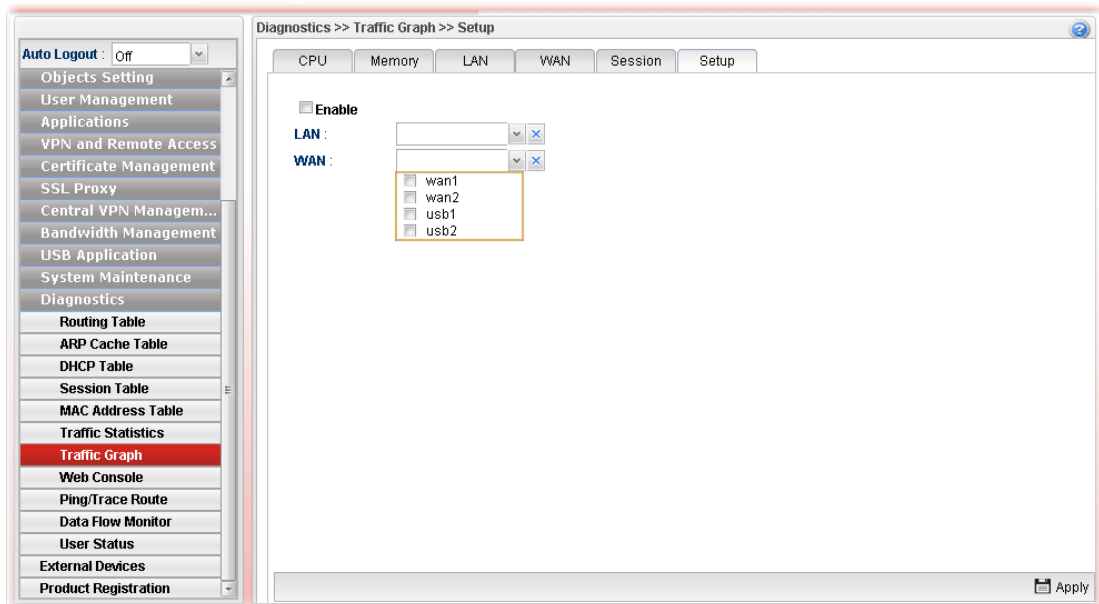 Diagnostics >> Traffic Graph >> Setup
Auto Logout : Off
Objects Setting
User Management
Applications
VPN and Remote Access
Certificate Management
SSL Proxy
Central VPN Managem...
Bandwidth Management
USB Application
System Maintenance
Diagnostics
Routing Table
ARP Cache Table
DHCP Table
Session Table
MAC Address Table
Traffic Statistics
Traffic Graph
Web Console
Ping/Trace Route
Data Flow Monitor
User Status
External Devices
Product Registration
CPU Memory LAN WAN Session Setup
Enable
LAN :
WAN :
wan1
wan2
usb1
usb2
Apply